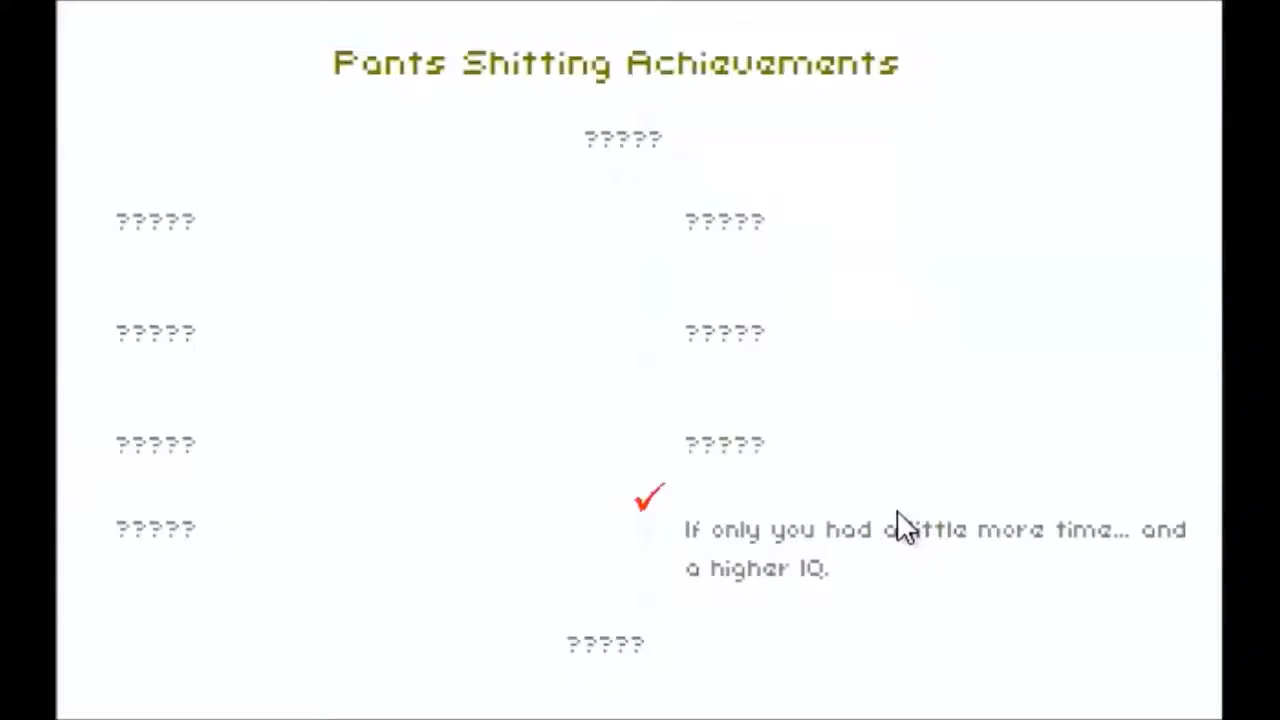 Pants Shitting Achievements
?????
????? ?????
????? ?????
????? ?????
????? If only you had a little more time... and
a higher IQ.
?????